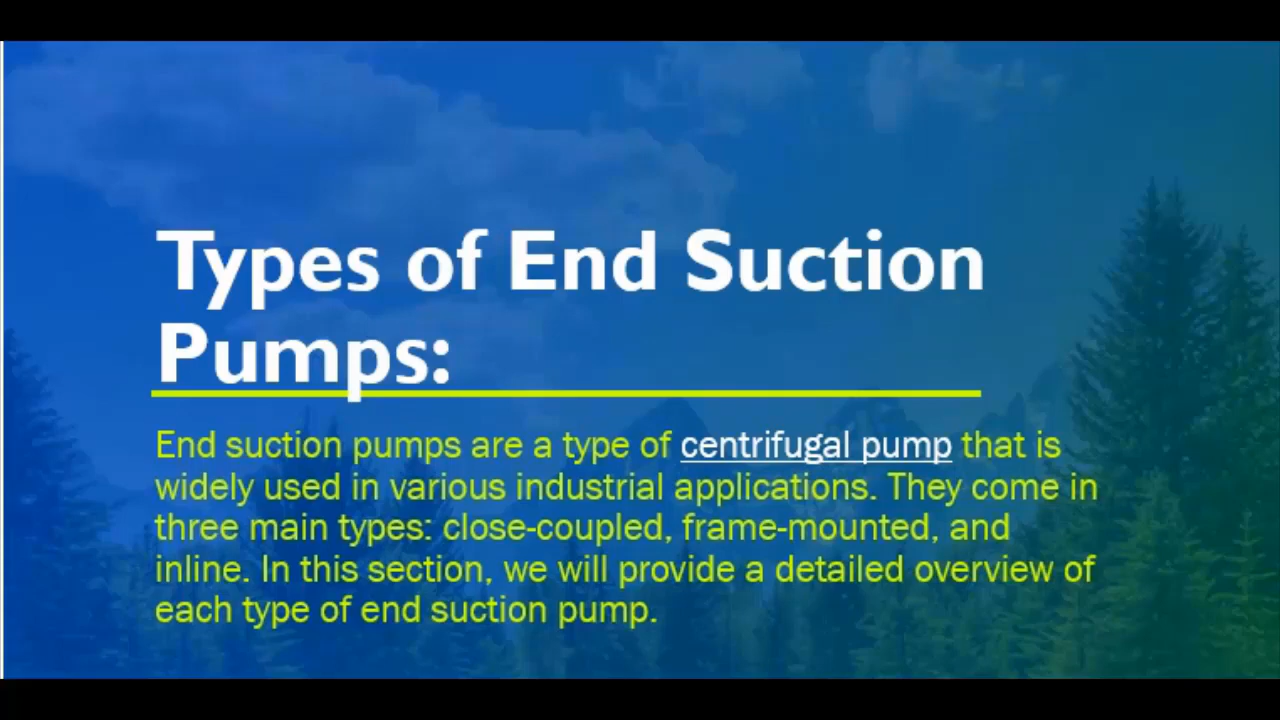 Types of End Suction
Pumps:
End suction pumps are a type of centrifugal pump that is
widely used in various industrial applications. They come in
three main types: close-coupled, frame-mounted, and
inline. In this section, we will provide a detailed overview of
each type of end suction pump.